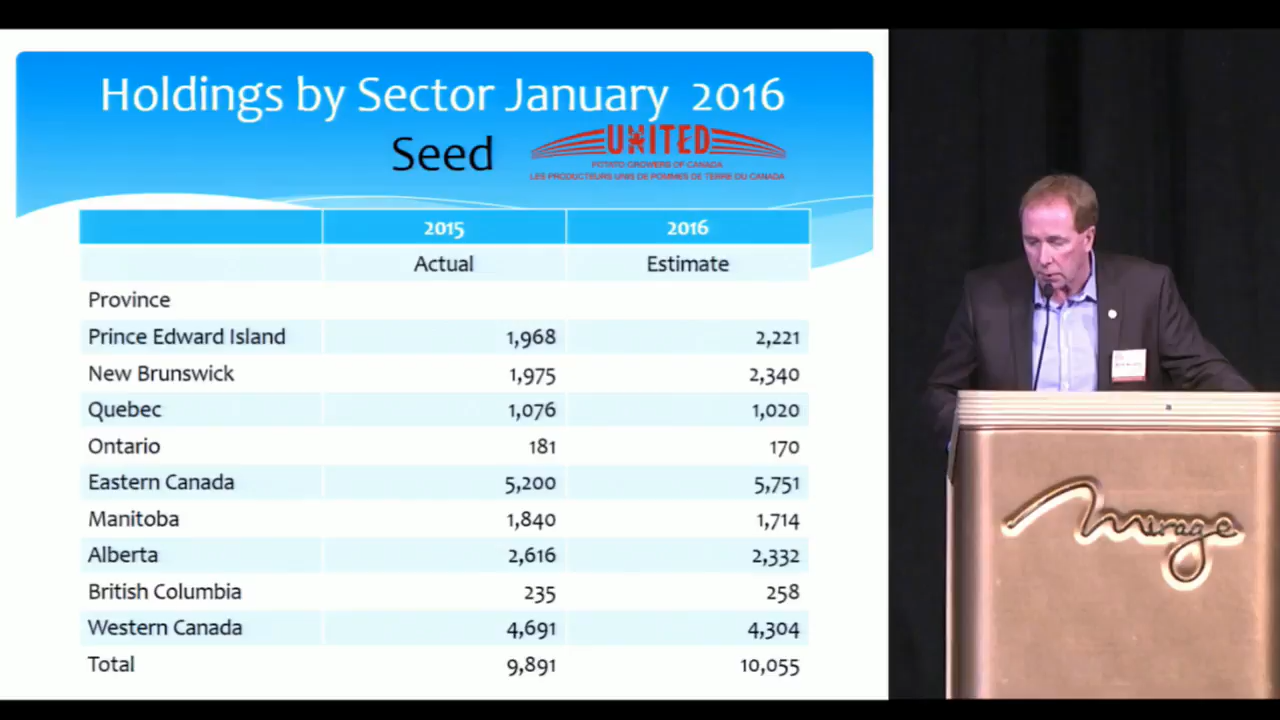 Holdings by Sector January 2016
Seed
UNITED
POTATO GROWERS OF CANADA
LES PRODUCTEURS UNIS DE POMMES DE TERRE DU CANADA
2015 2016
Actual Estimate
Province
Prince Edward Island 1,968 2,221
New Brunswick 1,975 2,340
Quebec 1,076 1,020
Ontario 181 170
Eastern Canada 5,200 5,751
Manitoba 1,840 1,714
Alberta 2,616 2,332
British Columbia 235 258
Western Canada 4,691 4,304
Total 9,891 10,055
Mirage